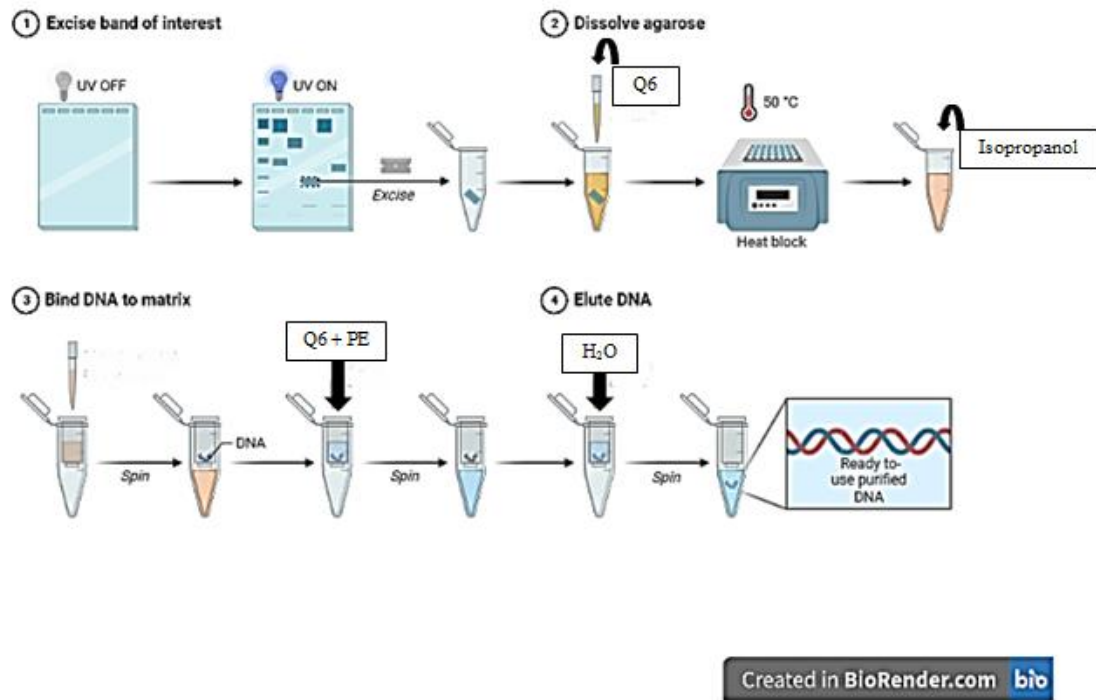 1 Excise band of interest
UV OFF
UV ON
Excise
2 Dissolve agarose
Q6
50 °C
Heat block
Isopropanol
3 Bind DNA to matrix
Spin
DNA
Q6 + PE
Spin
4 Elute DNA
H₂O
Spin
Ready to-
use purified
DNA
Created in BioRender.com bio